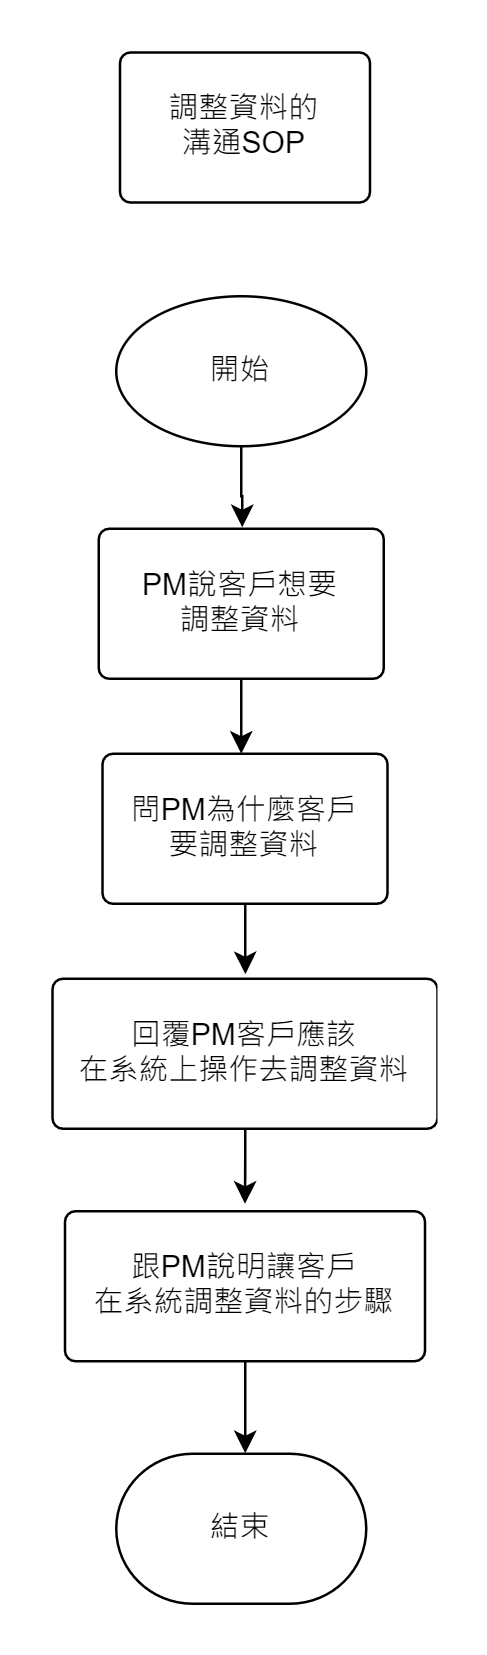 調整資料的
溝通SOP
開始
PM說客戶想要
調整資料
問PM為什麼客戶
要調整資料
回覆PM客戶應該
在系統上操作去調整資料
跟PM說明讓客戶
在系統調整資料的步驟
結束